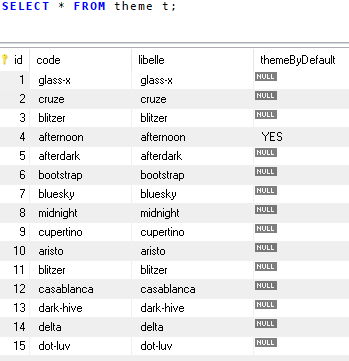 SELECT * FROM theme t;
id code libelle themeByDefault
1 glass-x glass-x NULL
2 cruze cruze NULL
3 blitzer blitzer NULL
4 afternoon afternoon YES
5 afterdark afterdark NULL
6 bootstrap bootstrap NULL
7 bluesky bluesky NULL
8 midnight midnight NULL
9 cupertino cupertino NULL
10 aristo aristo NULL
11 blitzer blitzer NULL
12 casablanca casablanca NULL
13 dark-hive dark-hive NULL
14 delta delta NULL
15 dot-luv dot-luv NULL